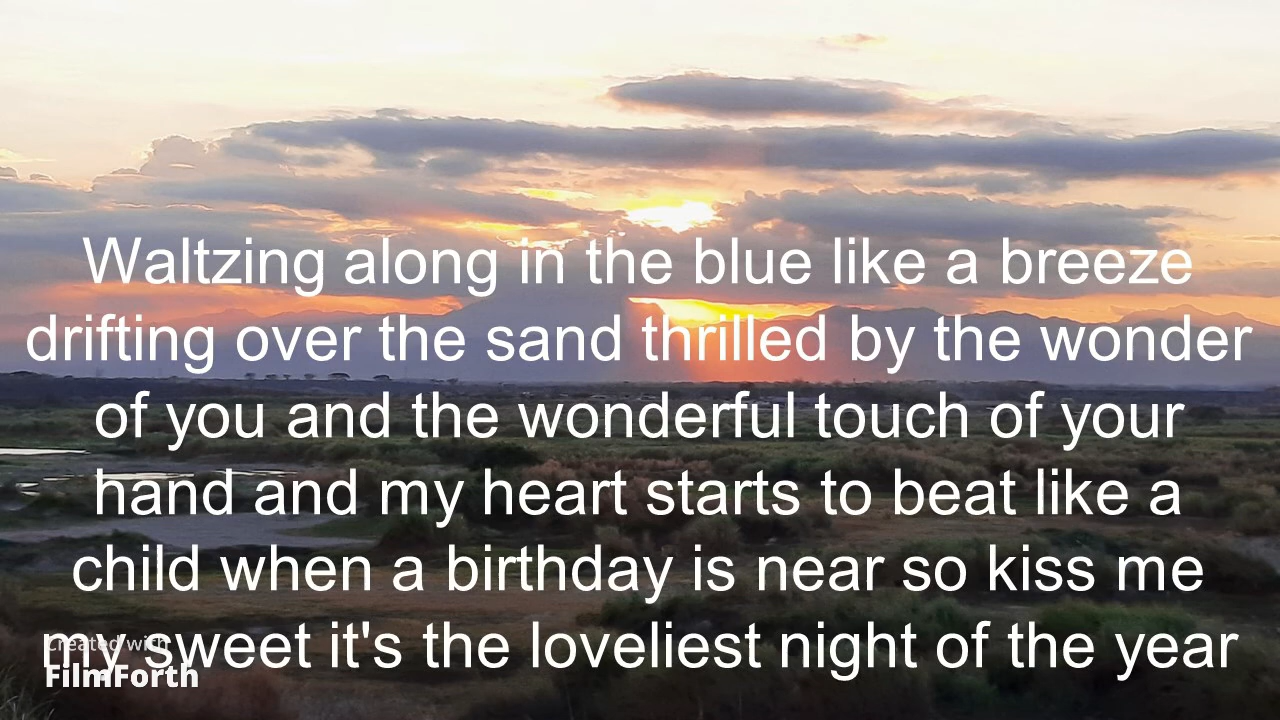 Waltzing along in the blue like a breeze
drifting over the sand thrilled by the wonder
of you and the wonderful touch of your
hand and my heart starts to beat like a
child when a birthday is near so kiss me
my sweet it's the loveliest night of the year
Created with
FilmForth